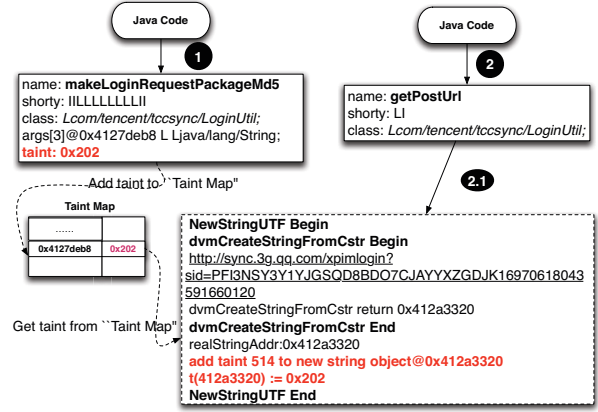 Java Code
1
name: makeLoginRequestPackageMd5
shorty: IILLLLLLLLII
class: Lcom/tencent/tccsync/LoginUtil;
args[3]@0x4127deb8 L Ljava/lang/String;
taint: 0x202
Add taint to ``Taint Map"
Taint Map
......
0x4127deb8 0x202
Get taint from ``Taint Map"
Java Code
2
name: getPostUrl
shorty: LI
class: Lcom/tencent/tccsync/LoginUtil;
2.1
NewStringUTF Begin
dvmCreateStringFromCstr Begin
http://sync.3g.qq.com/xpimlogin?
sid=PFI3NSY3Y1YJGSQD8BDO7CJAYYXZGDJK16970618043
591660120
dvmCreateStringFromCstr return 0x412a3320
dvmCreateStringFromCstr End
realStringAddr:0x412a3320
add taint 514 to new string object@0x412a3320
t(412a3320) := 0x202
NewStringUTF End